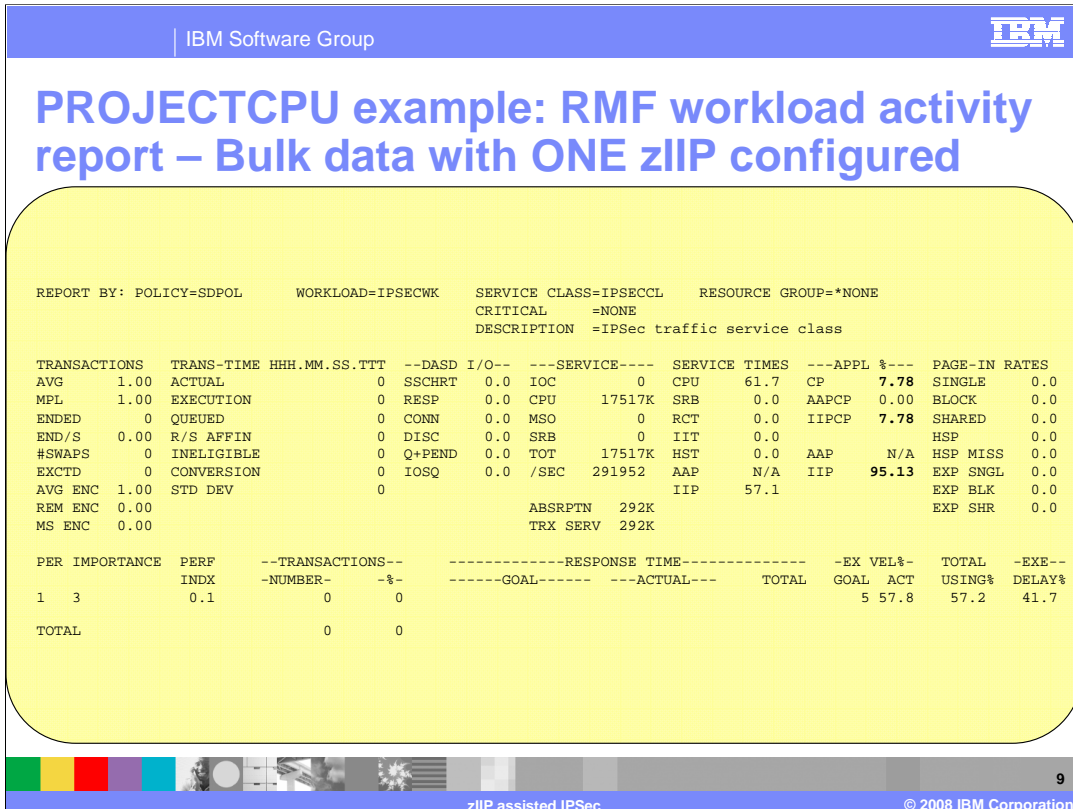 IBM Software Group
IBM
PROJECTCPU example: RMF workload activity
report – Bulk data with ONE zIIP configured
REPORT BY: POLICY=SDPOL WORKLOAD=IPSECWK SERVICE CLASS=IPSECCL RESOURCE GROUP=*NONE
CRITICAL =NONE
DESCRIPTION =IPSec traffic service class
TRANSACTIONS TRANS-TIME HHH.MM.SS.TTT --DASD I/O-- ---SERVICE---- SERVICE TIMES ---APPL %--- PAGE-IN RATES
AVG 1.00 ACTUAL 0 SSCHRT 0.0 IOC 0 CPU 61.7 CP 7.78 SINGLE 0.0
MPL 1.00 EXECUTION 0 RESP 0.0 CPU 17517K SRB 0.0 AAPCP 0.00 BLOCK 0.0
ENDED 0 QUEUED 0 CONN 0.0 MSO 0 RCT 0.0 IIPCP 7.78 SHARED 0.0
END/S 0.00 R/S AFFIN 0 DISC 0.0 SRB 0 IIT 0.0 HSP 0.0
#SWAPS 0 INELIGIBLE 0 Q+PEND 0.0 TOT 17517K HST 0.0 AAP N/A HSP MISS 0.0
EXCTD 0 CONVERSION 0 IOSQ 0.0 /SEC 291952 AAP N/A IIP 95.13 EXP SNGL 0.0
AVG ENC 1.00 STD DEV 0 IIP 57.1 EXP BLK 0.0
REM ENC 0.00 ABSRPTN 292K EXP SHR 0.0
MS ENC 0.00 TRX SERV 292K
PER IMPORTANCE PERF --TRANSACTIONS-- -------------RESPONSE TIME-------------- -EX VEL%- TOTAL -EXE--
INDX -NUMBER- -%- ------GOAL------ ---ACTUAL--- TOTAL GOAL ACT USING% DELAY%
1 3 0.1 0 0 5 57.8 57.2 41.7
TOTAL 0 0
9
zIIP assisted IPSec © 2008 IBM Corporation